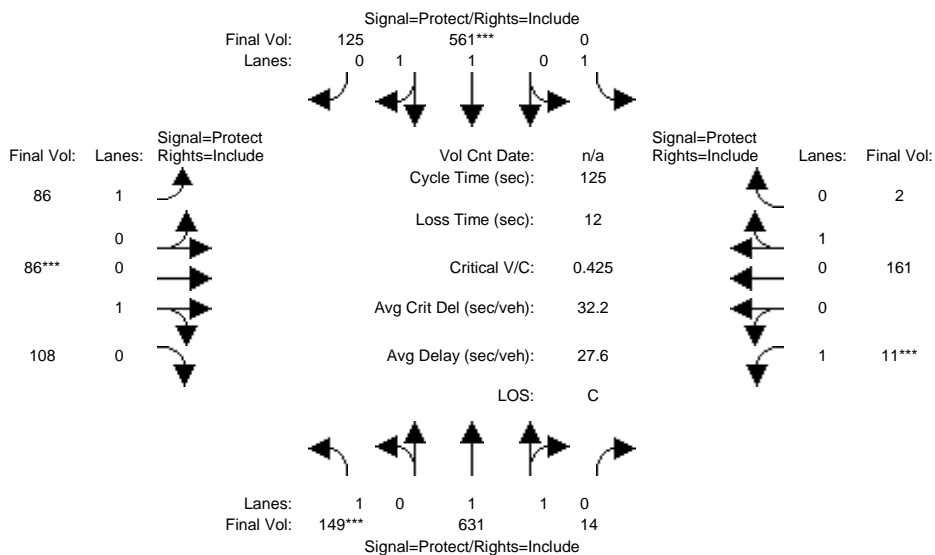 Signal=Protect/Rights=Include
Final Vol: 125 561*** 0
Lanes: 0 1 1 0 1
Signal=Protect
Final Vol: Lanes: Rights=Include
Vol Cnt Date: n/a
Signal=Protect
Rights=Include Lanes: Final Vol:
Cycle Time (sec): 125
86 1
0 2
Loss Time (sec): 12
0
1
86*** 0
Critical V/C: 0.425
0 161
1
Avg Crit Del (sec/veh): 32.2
0
108 0
Avg Delay (sec/veh): 27.6
1 11***
LOS: C
Lanes: 1 0 1 1 0
Final Vol: 149*** 631 14
Signal=Protect/Rights=Include